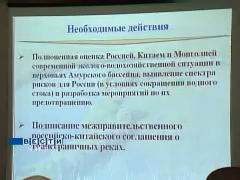 Необходимые действия
Полноценная оценка Россией, Китаем и Монголией
современной эколого-водохозяйственной ситуации в
верховьях Амурского бассейна, выявление спектра
рисков для России (в условиях сокращения водного
стока) и разработка мероприятий по их
предотвращению.
Подписание межправительственного
российско-китайского соглашения о
трансграничных реках.
ВЕСТИ